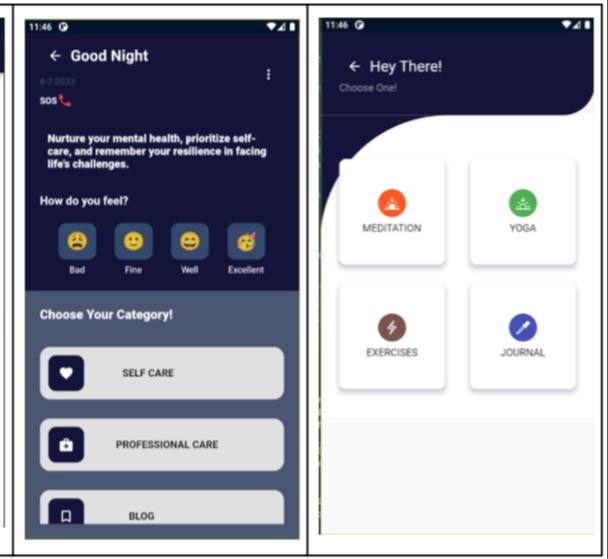 11:46
Good Night
8-7-2023
sos
Nurture your mental health, prioritize self-
care, and remember your resilience in facing
life's challenges.
How do you feel?
Bad Fine Well Excellent
Choose Your Category!
SELF CARE
PROFESSIONAL CARE
BLOG
11:46
Hey There!
Choose One!
MEDITATION YOGA
EXERCISES JOURNAL